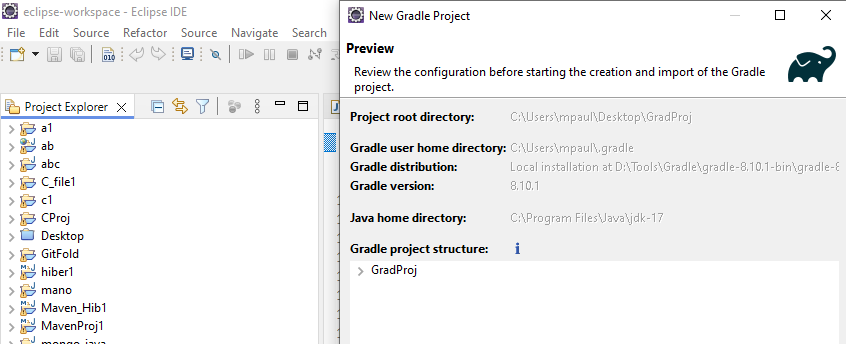 eclipse-workspace - Eclipse IDE
File Edit Source Refactor Source Navigate Search
010
Project Explorer
a1
ab
abc
C_file1
c1
CProj
Desktop
GitFold
hiber1
mano
Maven_Hib1
MavenProj1
mongo_java
New Gradle Project
Preview
Review the configuration before starting the creation and import of the Gradle
project.
Project root directory: C:\Users\mpaul\Desktop\GradProj
Gradle user home directory: C:\Users\mpaul\.gradle
Gradle distribution: Local installation at D:\Tools\Gradle\gradle-8.10.1-bin\gradle-8
Gradle version: 8.10.1
Java home directory: C:\Program Files\Java\jdk-17
Gradle project structure:
GradProj